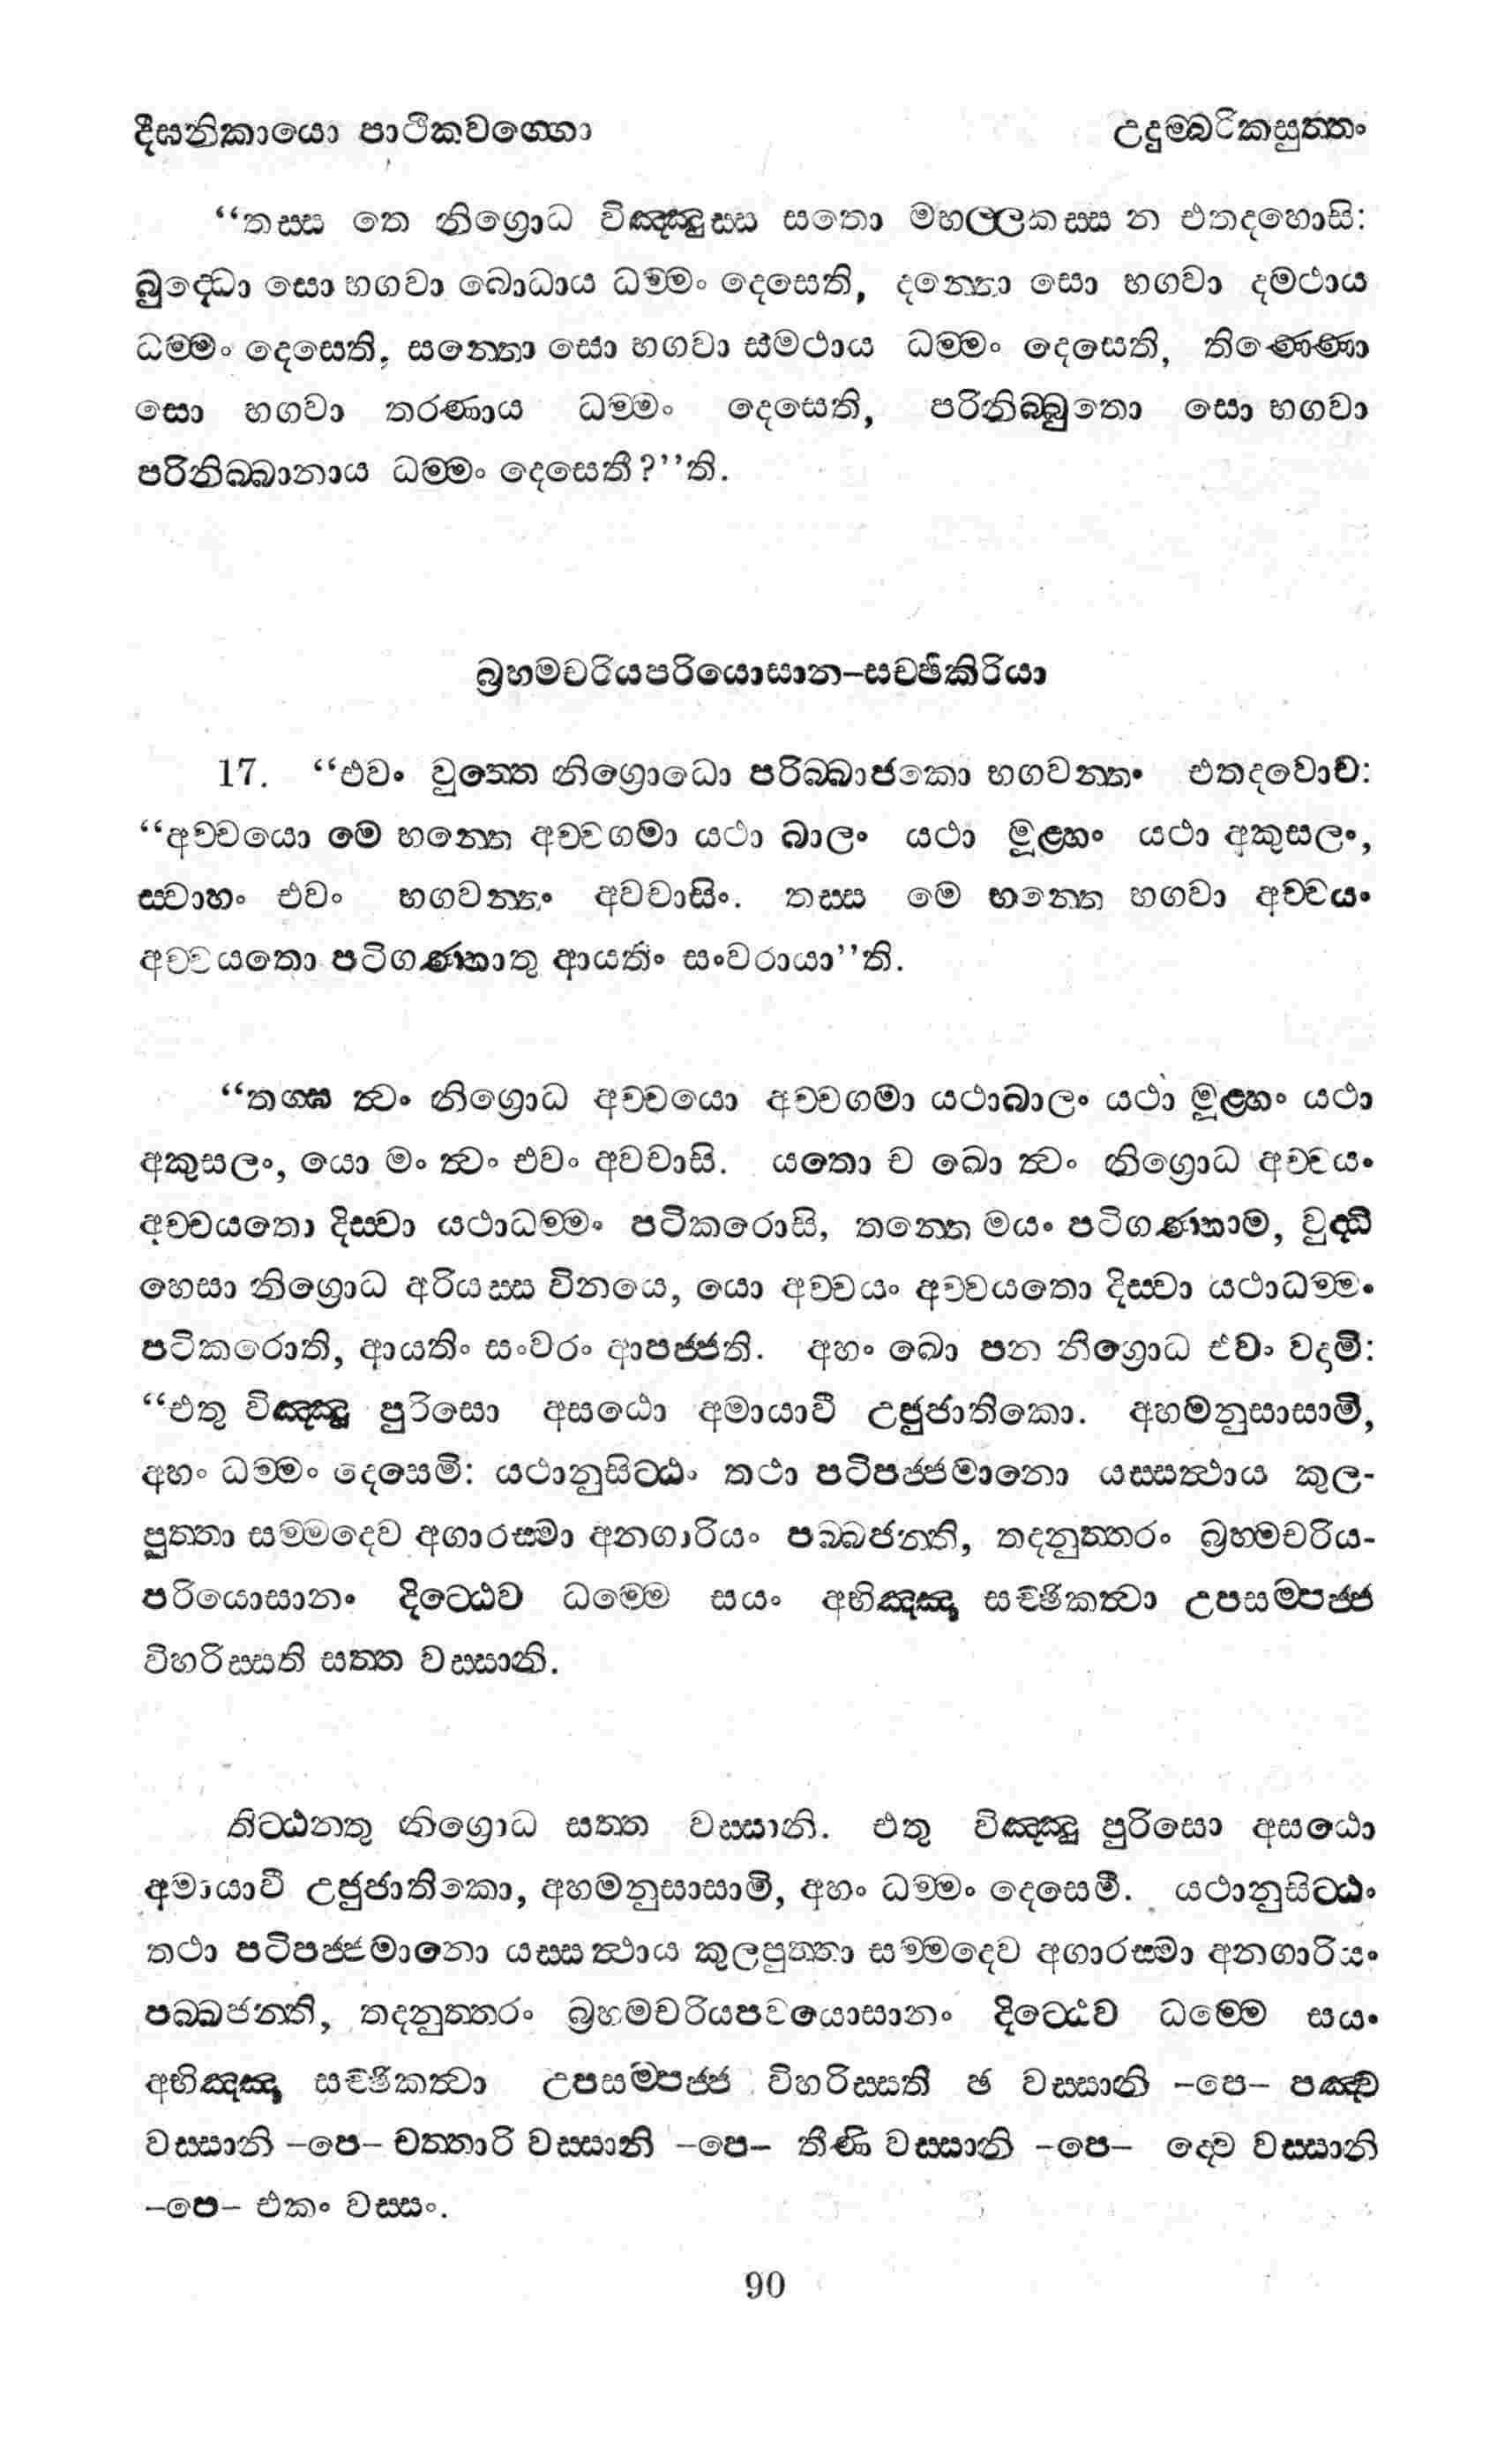 දීඝනිකායො පාථිකවග්ගො
උදුම්බරිකසුත්තං
“තස්ස තෙ නිග්‍රොධ විඤ්ඤුස්ස සතො මහල්ලකස්ස න එතදහොසි:
බුද්ධො සො භගවා බොධාය ධම්මං දෙසෙති, දන්තො සො භගවා දමථාය
ධම්මං දෙසෙති, සන්තො සො භගවා සමථාය ධම්මං දෙසෙති, තිණ්ණො
සො භගවා තරණාය ධම්මං දෙසෙති, පරිනිබ්බුතො සො භගවා
පරිනිබ්බානාය ධම්මං දෙසෙතී?”ති.
බ්‍රහමචරියපරියොසාන-සචඡිකිරියා
17. “එවං වුත්තෙ නිග්‍රොධො පරිබ්බාජකො භගවන්තං එතදවොච:
“අච්චයො මෙ භන්තෙ අච්චගමා යථා බාලං යථා මූළ්හං යථා අකුසලං,
ස්වාහං එවං භගවන්තං අවචාසිං. තස්ස මෙ භන්තෙ භගවා අච්චයං
අච්චයතො පටිගණ්හාතු ආයතිං සංවරායා”ති.
“තග්ඝ ත්වං නිග්‍රොධ අච්චයො අච්චගමා යථාබාලං යථා මූළ්හං යථා
අකුසලං, යො මං ත්වං එවං අවචාසි. යතො ච ඛො ත්වං නිග්‍රොධ අච්චයං
අච්චයතො දිස්වා යථාධම්මං පටිකරොසි, තන්තෙ මයං පටිගණ්හාම, වුද්ධි
හෙසා නිග්‍රොධ අරියස්ස විනයෙ, යො අච්චයං අච්චයතො දිස්වා යථාධම්මං
පටිකරොති, ආයතිං සංවරං ආපජ්ජති. අහං ඛො පන නිග්‍රොධ එවං වදාමි:
“එතු විඤ්ඤූ පුරිසො අසඨො අමායාවී උජුජාතිකො. අහමනුසාසාමි,
අහං ධම්මං දෙසෙමි: යථානුසිට්ඨං තථා පටිපජ්ජමානො යස්සත්ථාය කුල-
පුත්තා සම්මදෙව අගාරස්මා අනගාරියං පබ්බජන්ති, තදනුත්තරං බ්‍රහමචරිය-
පරියොසානං දිට්ඨෙව ධම්මෙ සයං අභිඤ්ඤා සච්ඡිකත්වා උපසම්පජ්ජ
විහරිස්සති සත්ත වස්සානි.
තිට්ඨනතු නිග්‍රොධ සත්ත වස්සානි. එතු විඤ්ඤු පුරිසො අසඨො
අමායාවී උජුජාතිකො, අහමනුසාසාමි, අහං ධම්මං දෙසෙමී. යථානුසිට්ඨං
තථා පටිපජ්ජමානො යස්සත්ථාය කුලපුත්තා සම්මදෙව අගාරස්මා අනගාරියං
පබ්බජන්ති, තදනුත්තරං බ්‍රහමචරියපවයොසානං දිට්ඨෙව ධම්මෙ සයං
අභිඤ්ඤා සච්ඡිකත්වා උපසම්පජ්ජ විහරිස්සති ඡ වස්සානි -පෙ- පඤ්ච
වස්සානි -පෙ- චත්තාරි වස්සානි -පෙ- තීණි වස්සානි -පෙ- ද්වෙ වස්සානි
-පෙ- එකං වස්සං.
90